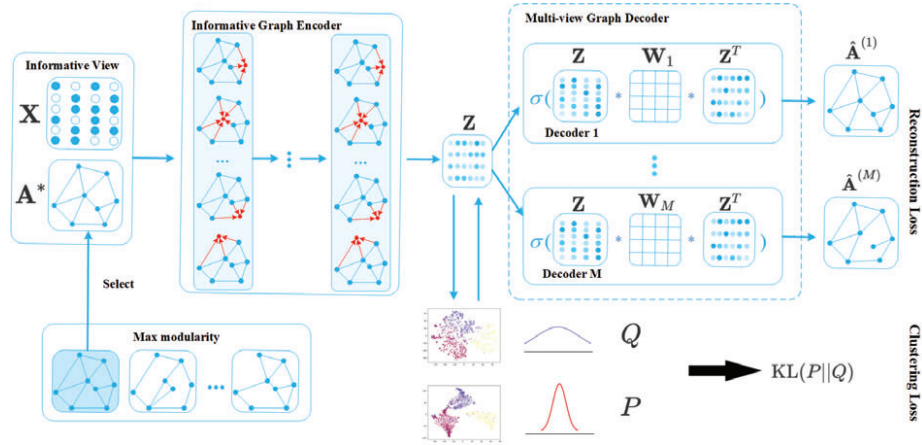 Informative View
X
A*
Select
Max modularity
...
Informative Graph Encoder
...
...
Z
Multi-view Graph Decoder
Z W₁ Zᵀ
σ( * * )
Decoder 1
Z W_M Zᵀ
σ( * * )
Decoder M
Â⁽¹⁾
Â⁽ᴹ⁾
Reconstruction Loss
Q
P
KL(P||Q)
Clustering Loss